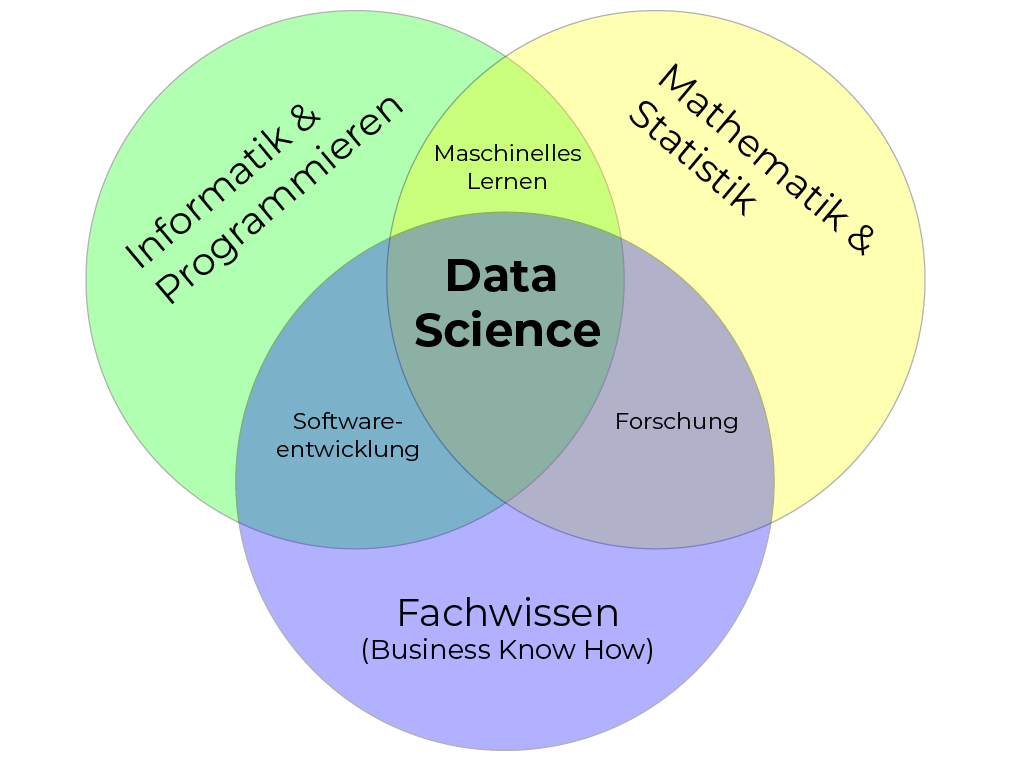 Informatik &
Programmieren
Mathematik &
Statistik
Maschinelles
Lernen
Data
Science
Software-
entwicklung
Forschung
Fachwissen
(Business Know How)